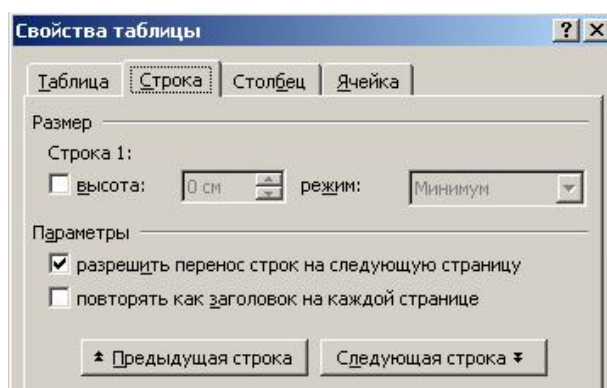 Свойства таблицы
Таблица Строка Столбец Ячейка
Размер
Строка 1:
высота: 0 см режим: Минимум
Параметры
разрешить перенос строк на следующую страницу
повторять как заголовок на каждой странице
Предыдущая строка Следующая строка